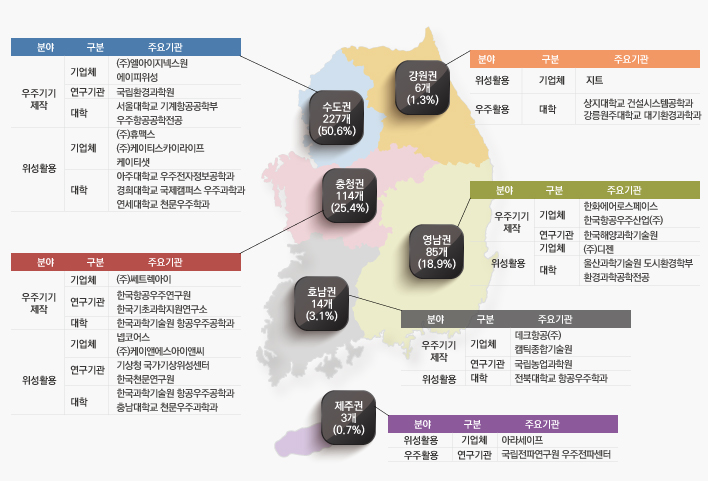 분야 구분 주요기관
우주기기 제작 기업체 (주)엘아이지넥스원
에이피위성
연구기관 국립환경과학원
대학 서울대학교 기계항공공학부
우주항공공학전공
위성활용 기업체 (주)휴맥스
(주)케이티스카이라이프
케이티샛
대학 아주대학교 우주전자정보공학과
경희대학교 국제캠퍼스 우주과학과
연세대학교 천문우주학과
수도권
227개
(50.6%)
강원권
6개
(1.3%)
분야 구분 주요기관
위성활용 기업체 지트
우주활용 대학 상지대학교 건설시스템공학과
강릉원주대학교 대기환경과학과
충청권
114개
(25.4%)
분야 구분 주요기관
우주기기 제작 기업체 한화에어로스페이스
한국항공우주산업(주)
연구기관 한국해양과학기술원
위성활용 기업체 (주)디젠
대학 울산과학기술원 도시환경학부
환경과학공학전공
영남권
85개
(18.9%)
분야 구분 주요기관
우주기기 제작 기업체 (주)쎄트렉아이
연구기관 한국항공우주연구원
한국기초과학지원연구소
대학 한국과학기술원 항공우주공학과
위성활용 기업체 넵코어스
(주)케이앤에스아이앤씨
연구기관 기상청 국가기상위성센터
한국천문연구원
대학 한국과학기술원 항공우주공학과
충남대학교 천문우주과학과
호남권
14개
(3.1%)
분야 구분 주요기관
우주기기 제작 기업체 데크항공(주)
캠틱종합기술원
연구기관 국립농업과학원
위성활용 대학 전북대학교 항공우주학과
제주권
3개
(0.7%)
분야 구분 주요기관
위성활용 기업체 아라세이프
우주활용 연구기관 국립전파연구원 우주전파센터